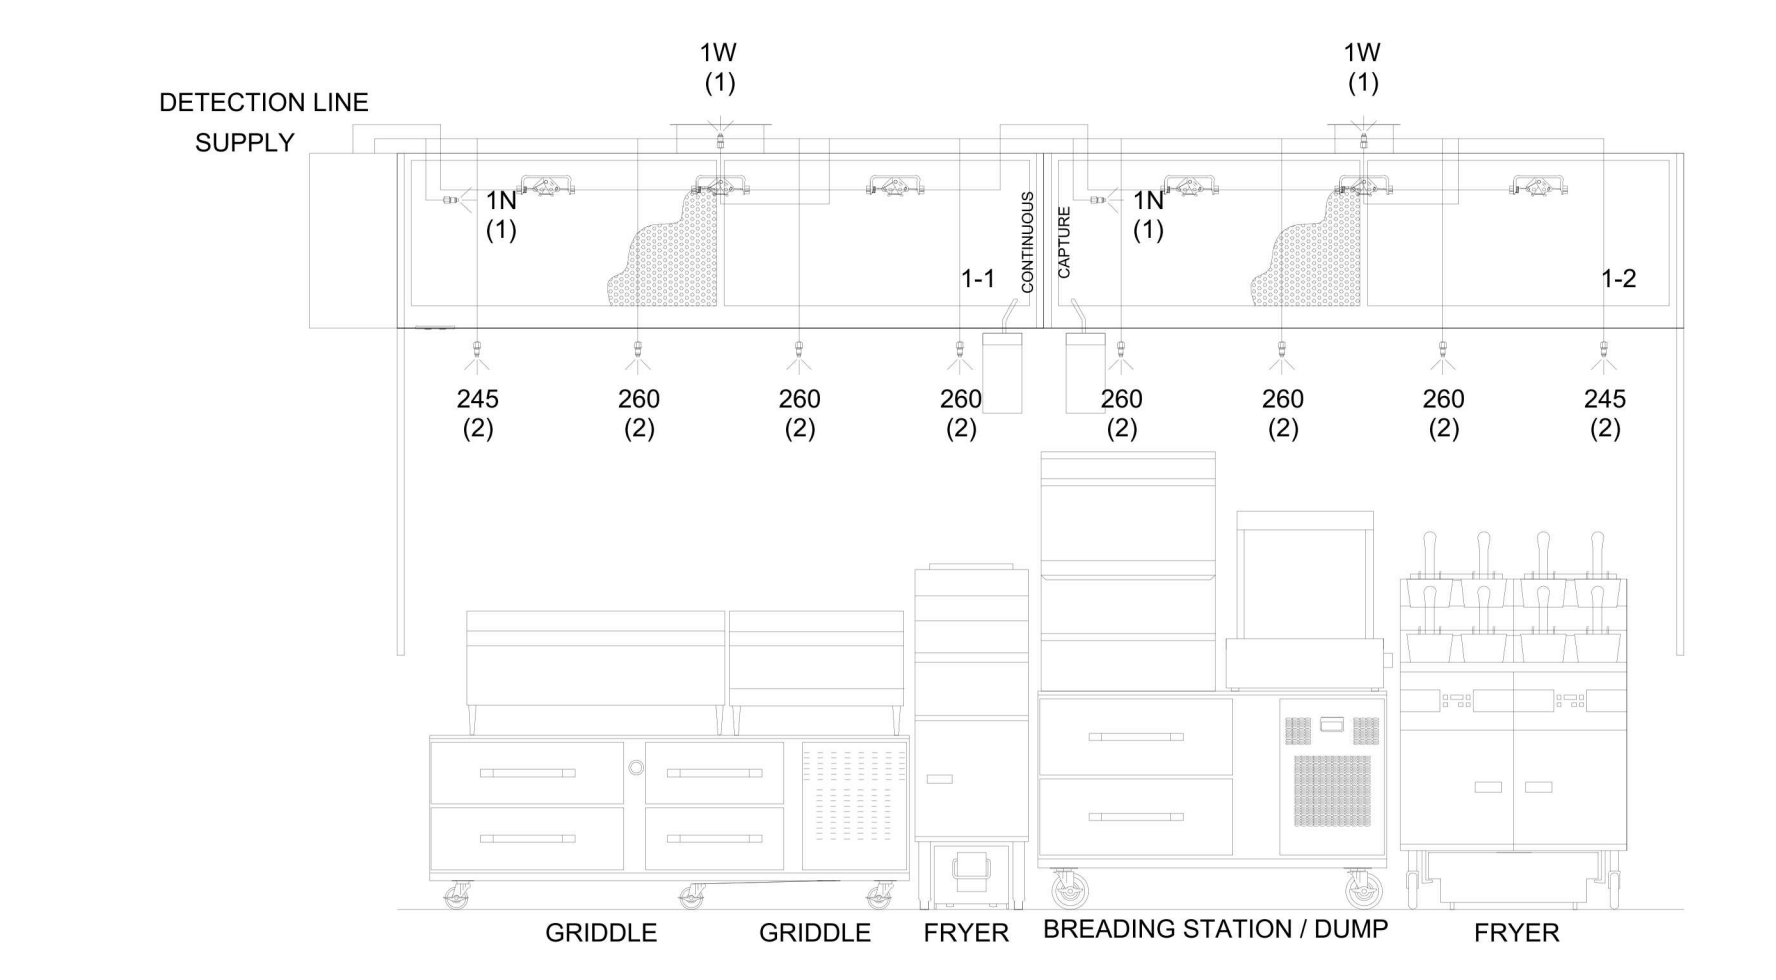 1W
(1)
1W
(1)
DETECTION LINE
SUPPLY
1N
(1)
1N
(1)
CONTINUOUS
CAPTURE
1-1
1-2
245
(2)
260
(2)
260
(2)
260
(2)
260
(2)
260
(2)
260
(2)
245
(2)
GRIDDLE
GRIDDLE
FRYER
BREADING STATION / DUMP
FRYER